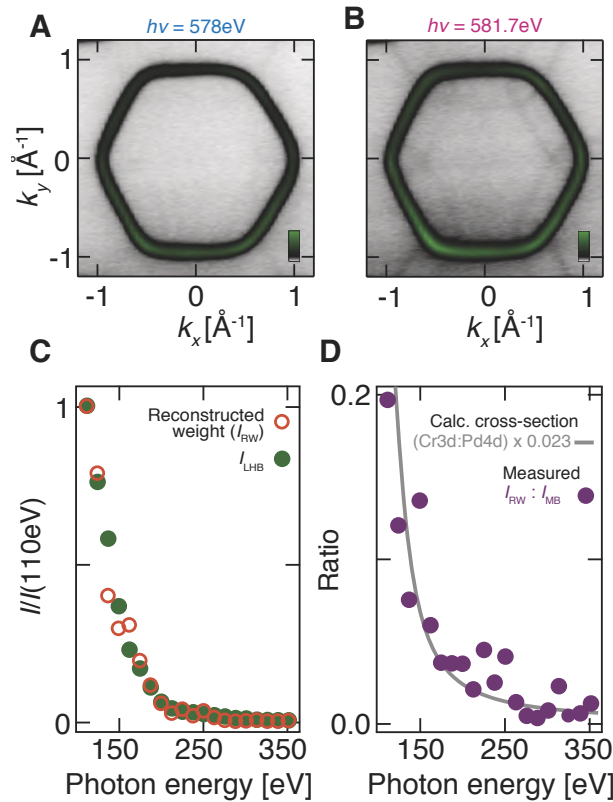 A
hν = 578eV
B
hν = 581.7eV
1
0
-1
k_y [Å⁻¹]
-1
0
1
k_x [Å⁻¹]
-1
0
1
k_x [Å⁻¹]
C
Reconstructed
weight (I_RW)
I_LHB
1
0
I/I(110eV)
150
250
350
Photon energy [eV]
D
Calc. cross-section
(Cr3d:Pd4d) x 0.023
Measured
I_RW : I_MB
0.2
0.0
Ratio
150
250
350
Photon energy [eV]